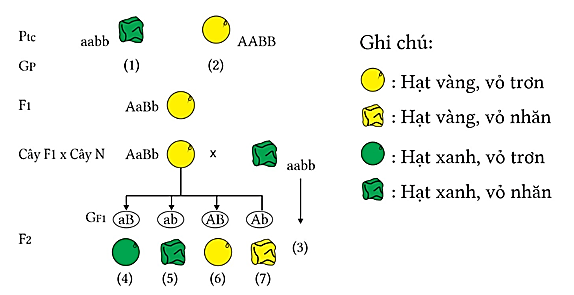 Ptc aabb AABB
GP (1) (2)
F1 AaBb
Cây F1 x Cây N AaBb x aabb
GF1 aB ab AB Ab
F2 (3)
(4) (5) (6) (7)
Ghi chú:
: Hạt vàng, vỏ trơn
: Hạt vàng, vỏ nhăn
: Hạt xanh, vỏ trơn
: Hạt xanh, vỏ nhăn